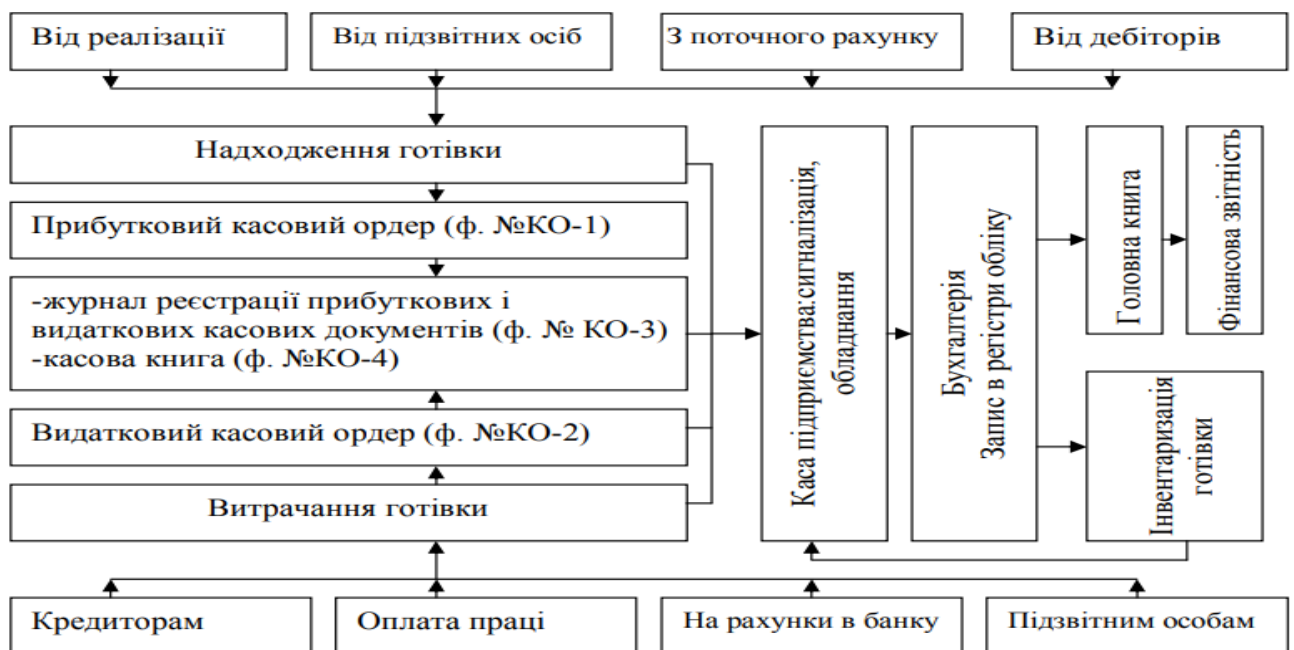 Від реалізації
Від підзвітних осіб
З поточного рахунку
Від дебіторів
Надходження готівки
Прибутковий касовий ордер (ф. №КО-1)
-журнал реєстрації прибуткових і
видаткових касових документів (ф. № КО-3)
-касова книга (ф. №КО-4)
Видатковий касовий ордер (ф. №КО-2)
Витрачання готівки
Каса підприємства:сигналізація,
обладнання
Бухгалтерія
Запис в регістри обліку
Головна книга
Фінансова звітність
Інвентаризація
готівки
Кредиторам
Оплата праці
На рахунки в банку
Підзвітним особам